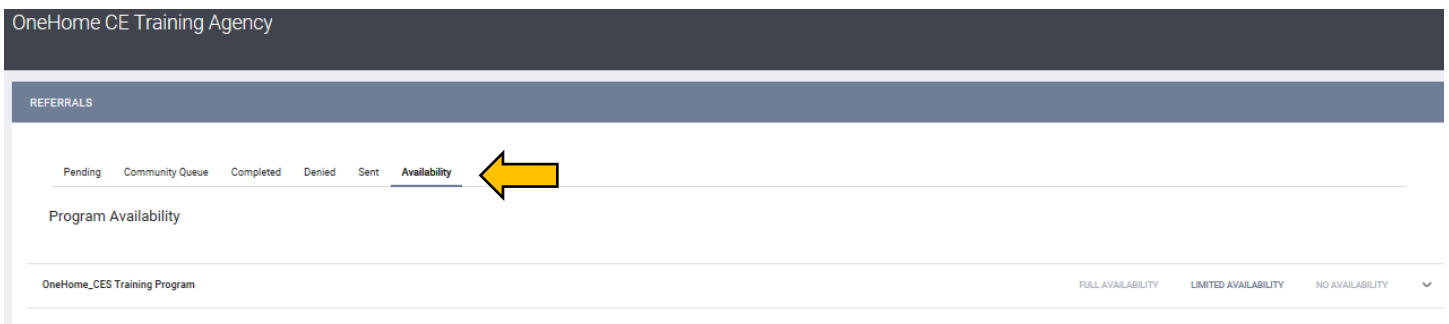 OneHome CE Training Agency
REFERRALS
Pending Community Queue Completed Denied Sent Availability
Program Availability
OneHome_CES Training Program FULL AVAILABILITY LIMITED AVAILABILITY NO AVAILABILITY